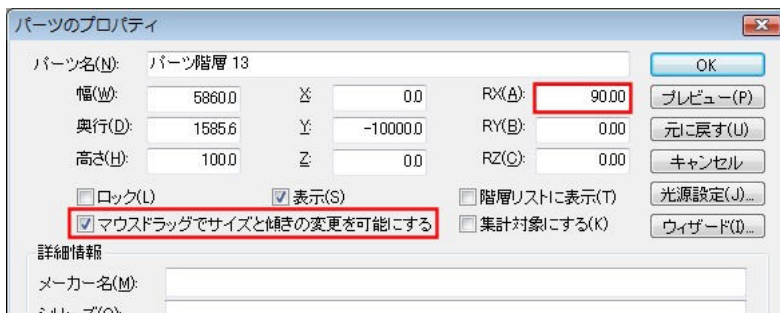 パーツのプロパティ
パーツ名(N): パーツ階層 13 OK
幅(W): 5860.0 X: 0.0 RX(A): 90.00 プレビュー(P)
奥行(D): 1585.6 Y: -10000.0 RY(B): 0.00 元に戻す(U)
高さ(H): 100.0 Z: 0.0 RZ(C): 0.00 キャンセル
ロック(L) 表示(S) 階層リストに表示(T) 光源設定(J)...
マウスドラッグでサイズと傾きの変更を可能にする 集計対象にする(K) ウィザード(I)...
詳細情報
メーカー名(M):